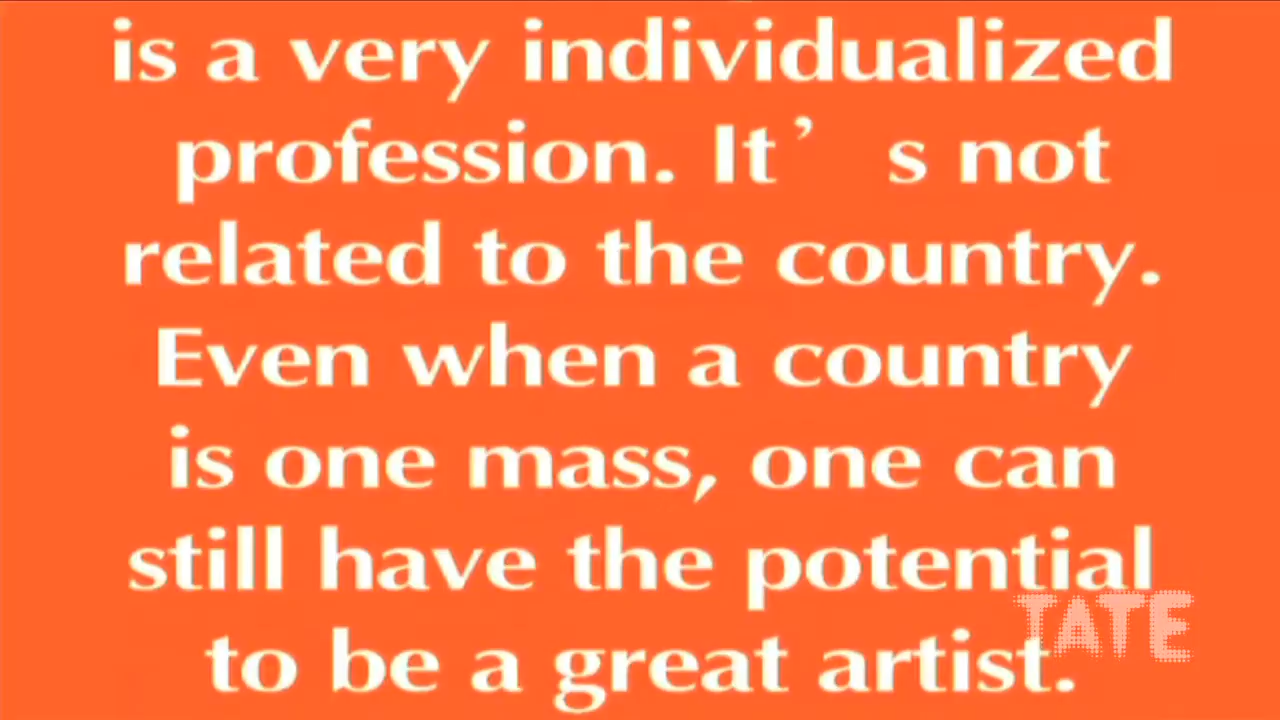 is a very individualized
profession. It’ s not
related to the country.
Even when a country
is one mass, one can
still have the potential
to be a great artist.
TATE